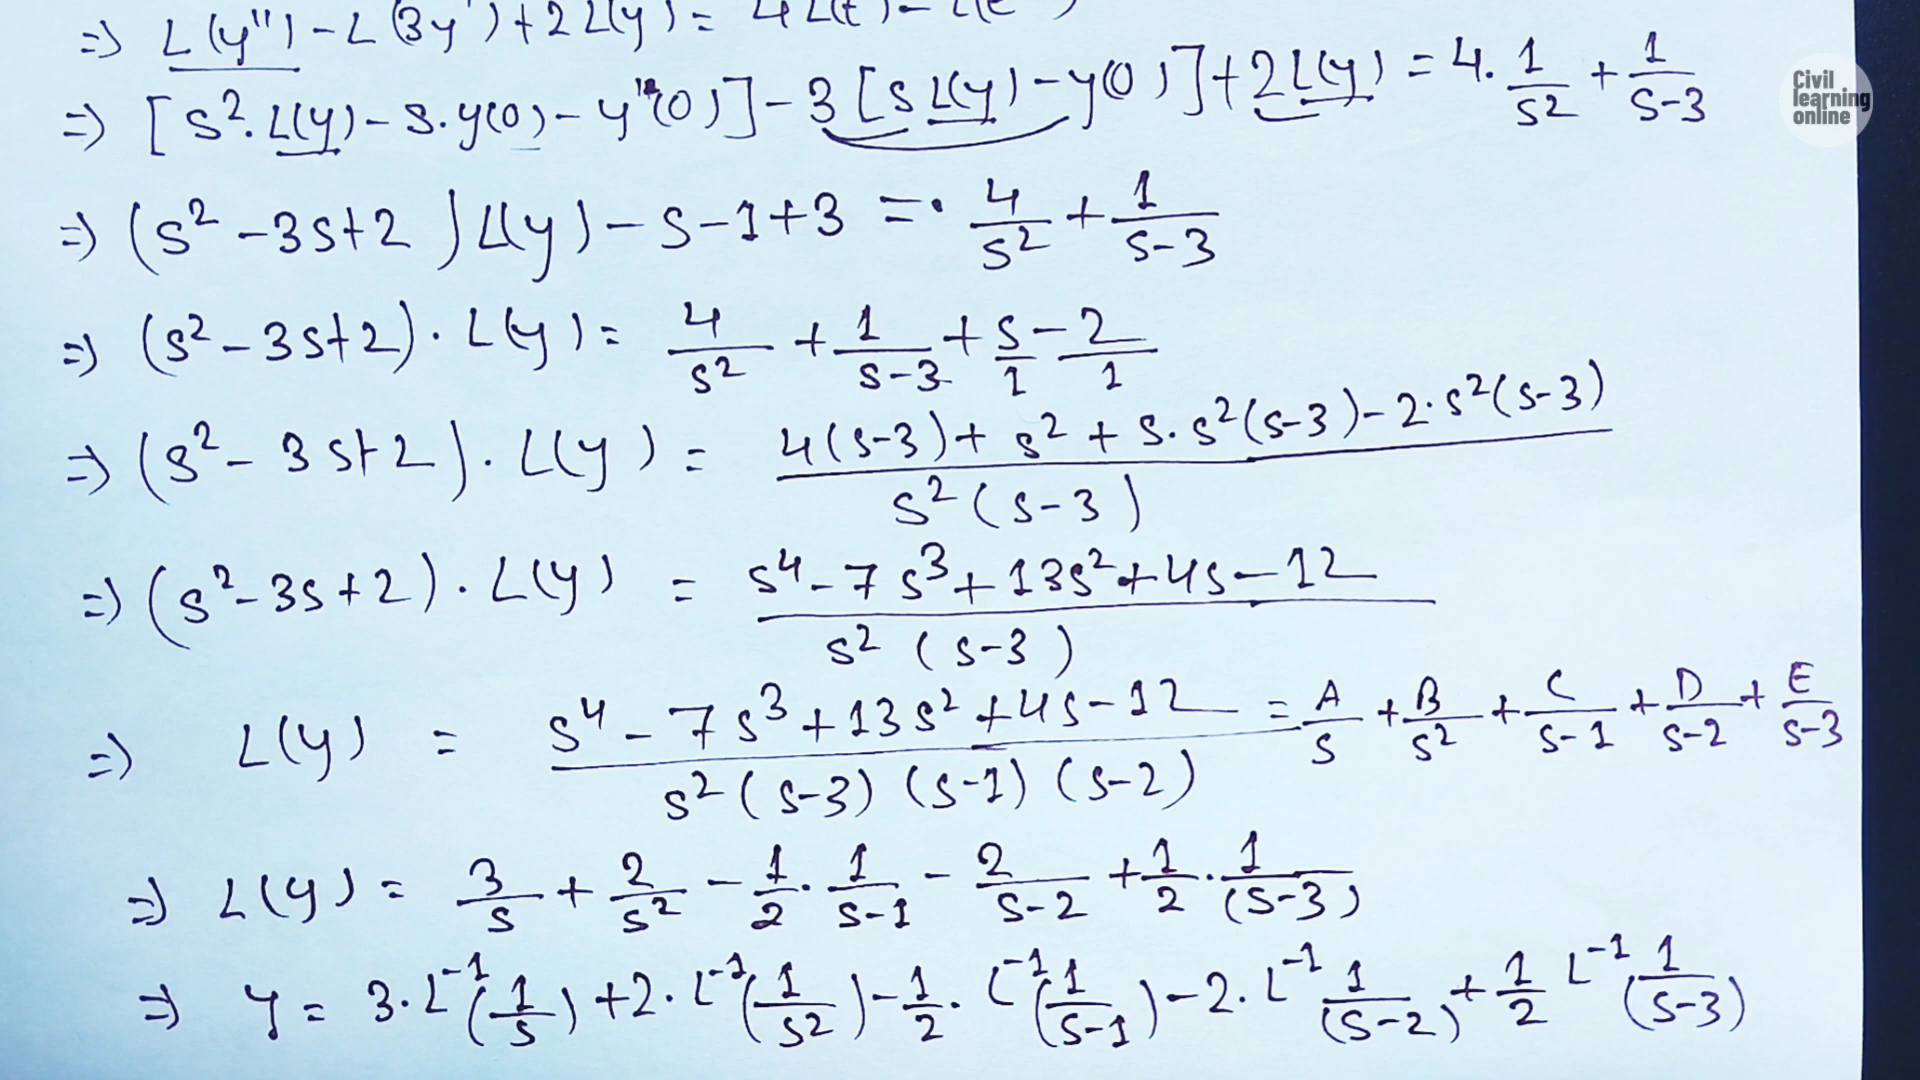 => L(y'') - L(3y') + 2L(y) = 4L(t) -
=> [s². L(y) - s.y(0) - y'(0)] - 3[s L(y) - y(0)] + 2L(y) = 4. 1/s² + 1/s-3
=> (s² - 3s+2) L(y) - s - 1 + 3 = 4/s² + 1/s-3
=> (s² - 3s+2) . L(y) = 4/s² + 1/s-3 + s/1 - 2/1
=> (s² - 3s+2) . L(y) = 4(s-3) + s² + s.s²(s-3) - 2.s²(s-3) / s²(s-3)
=> (s² - 3s+2) . L(y) = s⁴ - 7s³ + 13s² + 4s - 12 / s²(s-3)
=> L(y) = s⁴ - 7s³ + 13s² + 4s - 12 / s²(s-3)(s-1)(s-2) = A/s + B/s² + C/s-1 + D/s-2 + E/s-3
=> L(y) = 3/s + 2/s² - 1/2 . 1/s-1 - 2/s-2 + 1/2 . 1/(s-3)
=> y = 3. L⁻¹(1/s) + 2. L⁻¹(1/s²) - 1/2 . L⁻¹(1/s-1) - 2. L⁻¹ 1/(s-2) + 1/2 L⁻¹ 1/(s-3)
Civil
learning
online